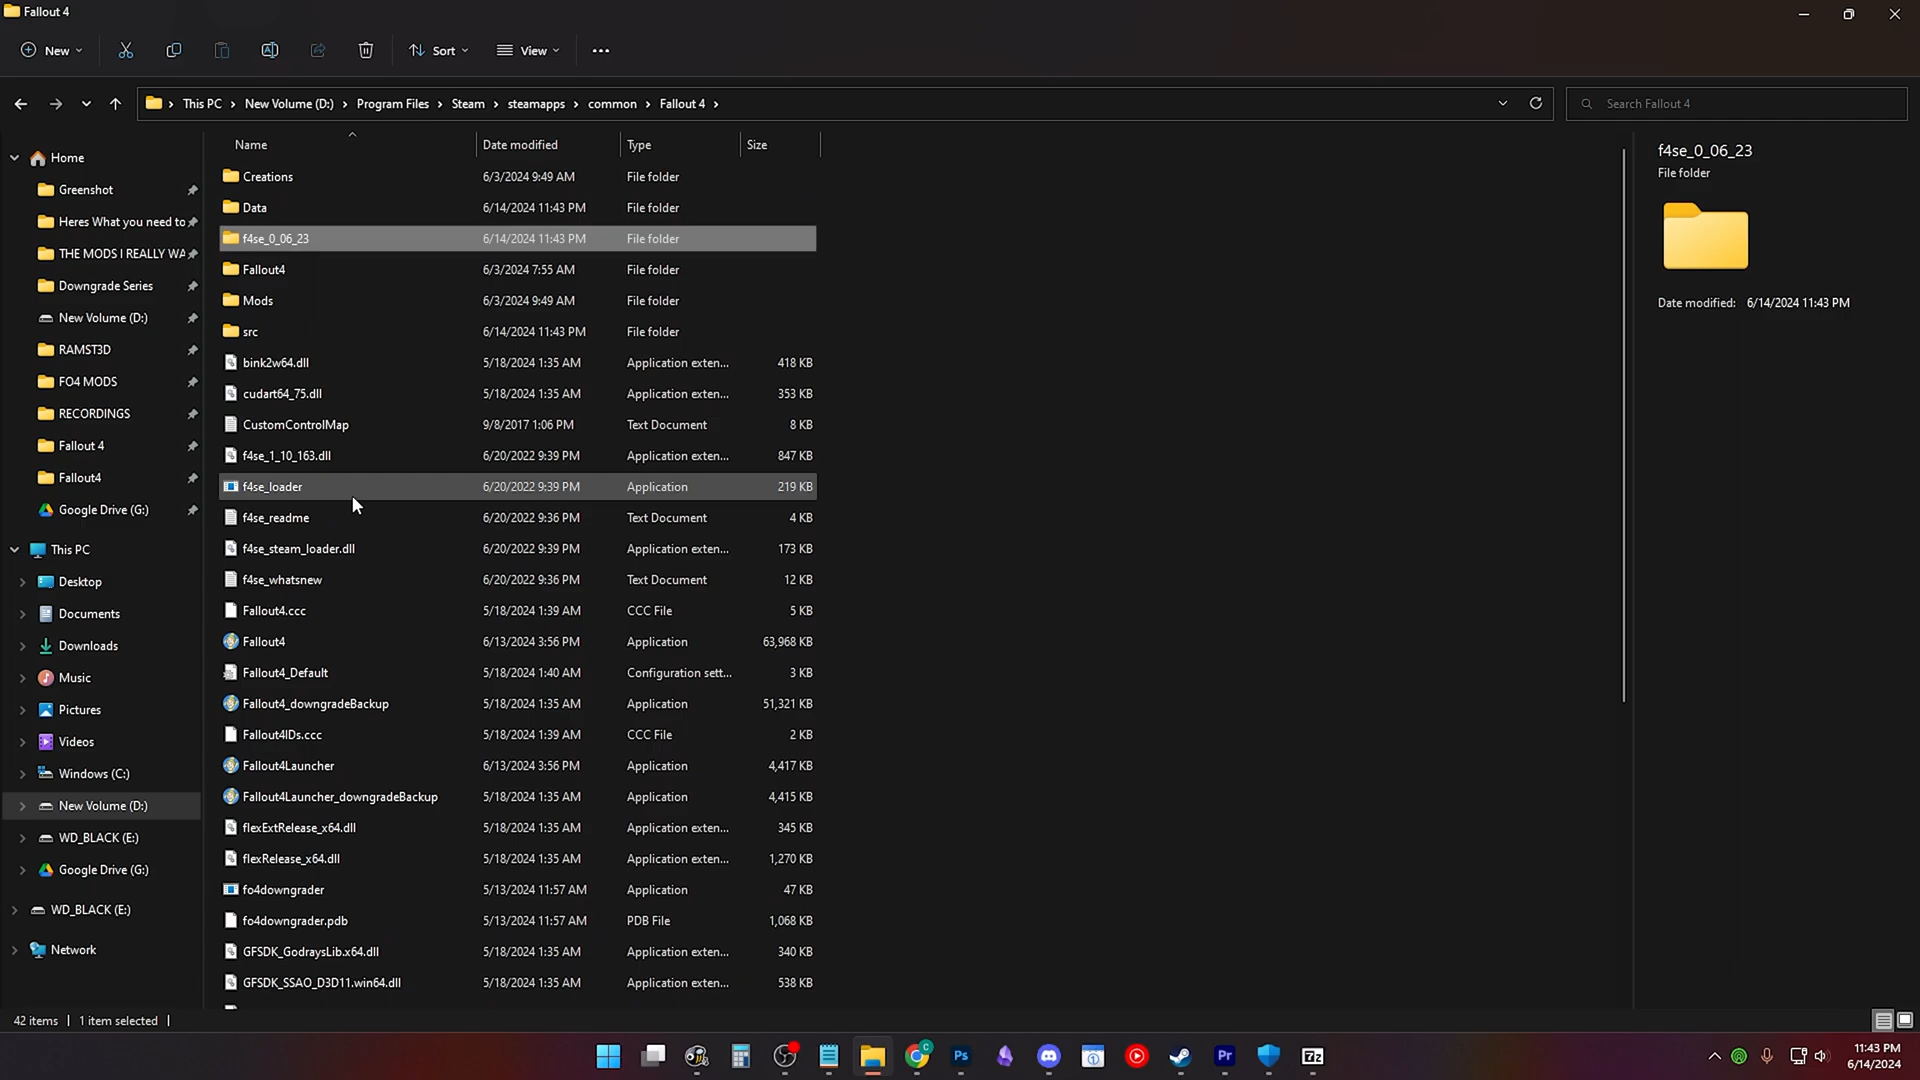 Fallout 4
New
Sort
View
This PC › New Volume (D:) › Program Files › Steam › steamapps › common › Fallout 4 ›
Search Fallout 4
Name Date modified Type Size
Creations 6/3/2024 9:49 AM File folder
Data 6/14/2024 11:43 PM File folder
f4se_0_06_23 6/14/2024 11:43 PM File folder
Fallout4 6/3/2024 7:55 AM File folder
Mods 6/3/2024 9:49 AM File folder
src 6/14/2024 11:43 PM File folder
bink2w64.dll 5/18/2024 1:35 AM Application exten... 418 KB
cudart64_75.dll 5/18/2024 1:35 AM Application exten... 353 KB
CustomControlMap 9/8/2017 1:06 PM Text Document 8 KB
f4se_1_10_163.dll 6/20/2022 9:39 PM Application exten... 847 KB
f4se_loader 6/20/2022 9:39 PM Application 219 KB
f4se_readme 6/20/2022 9:36 PM Text Document 4 KB
f4se_steam_loader.dll 6/20/2022 9:39 PM Application exten... 173 KB
f4se_whatsnew 6/20/2022 9:36 PM Text Document 12 KB
Fallout4.ccc 5/18/2024 1:39 AM CCC File 5 KB
Fallout4 6/13/2024 3:56 PM Application 63,968 KB
Fallout4_Default 5/18/2024 1:40 AM Configuration sett... 3 KB
Fallout4_downgradeBackup 5/18/2024 1:35 AM Application 51,321 KB
Fallout4IDs.ccc 5/18/2024 1:39 AM CCC File 2 KB
Fallout4Launcher 6/13/2024 3:56 PM Application 4,417 KB
Fallout4Launcher_downgradeBackup 5/18/2024 1:35 AM Application 4,415 KB
flexExtRelease_x64.dll 5/18/2024 1:35 AM Application exten... 345 KB
flexRelease_x64.dll 5/18/2024 1:35 AM Application exten... 1,270 KB
fo4downgrader 5/13/2024 11:57 AM Application 47 KB
fo4downgrader.pdb 5/13/2024 11:57 AM PDB File 1,068 KB
GFSDK_GodraysLib.x64.dll 5/18/2024 1:35 AM Application exten... 340 KB
GFSDK_SSAO_D3D11.win64.dll 5/18/2024 1:35 AM Application exten... 538 KB
Home
Greenshot
Heres What you need to
THE MODS I REALLY WA
Downgrade Series
New Volume (D:)
RAMST3D
FO4 MODS
RECORDINGS
Fallout 4
Fallout4
Google Drive (G:)
This PC
Desktop
Documents
Downloads
Music
Pictures
Videos
Windows (C:)
New Volume (D:)
WD_BLACK (E:)
Google Drive (G:)
WD_BLACK (E:)
Network
f4se_0_06_23
File folder
Date modified: 6/14/2024 11:43 PM
42 items | 1 item selected |
C
Ps
1
Pr
7z
11:43 PM
6/14/2024